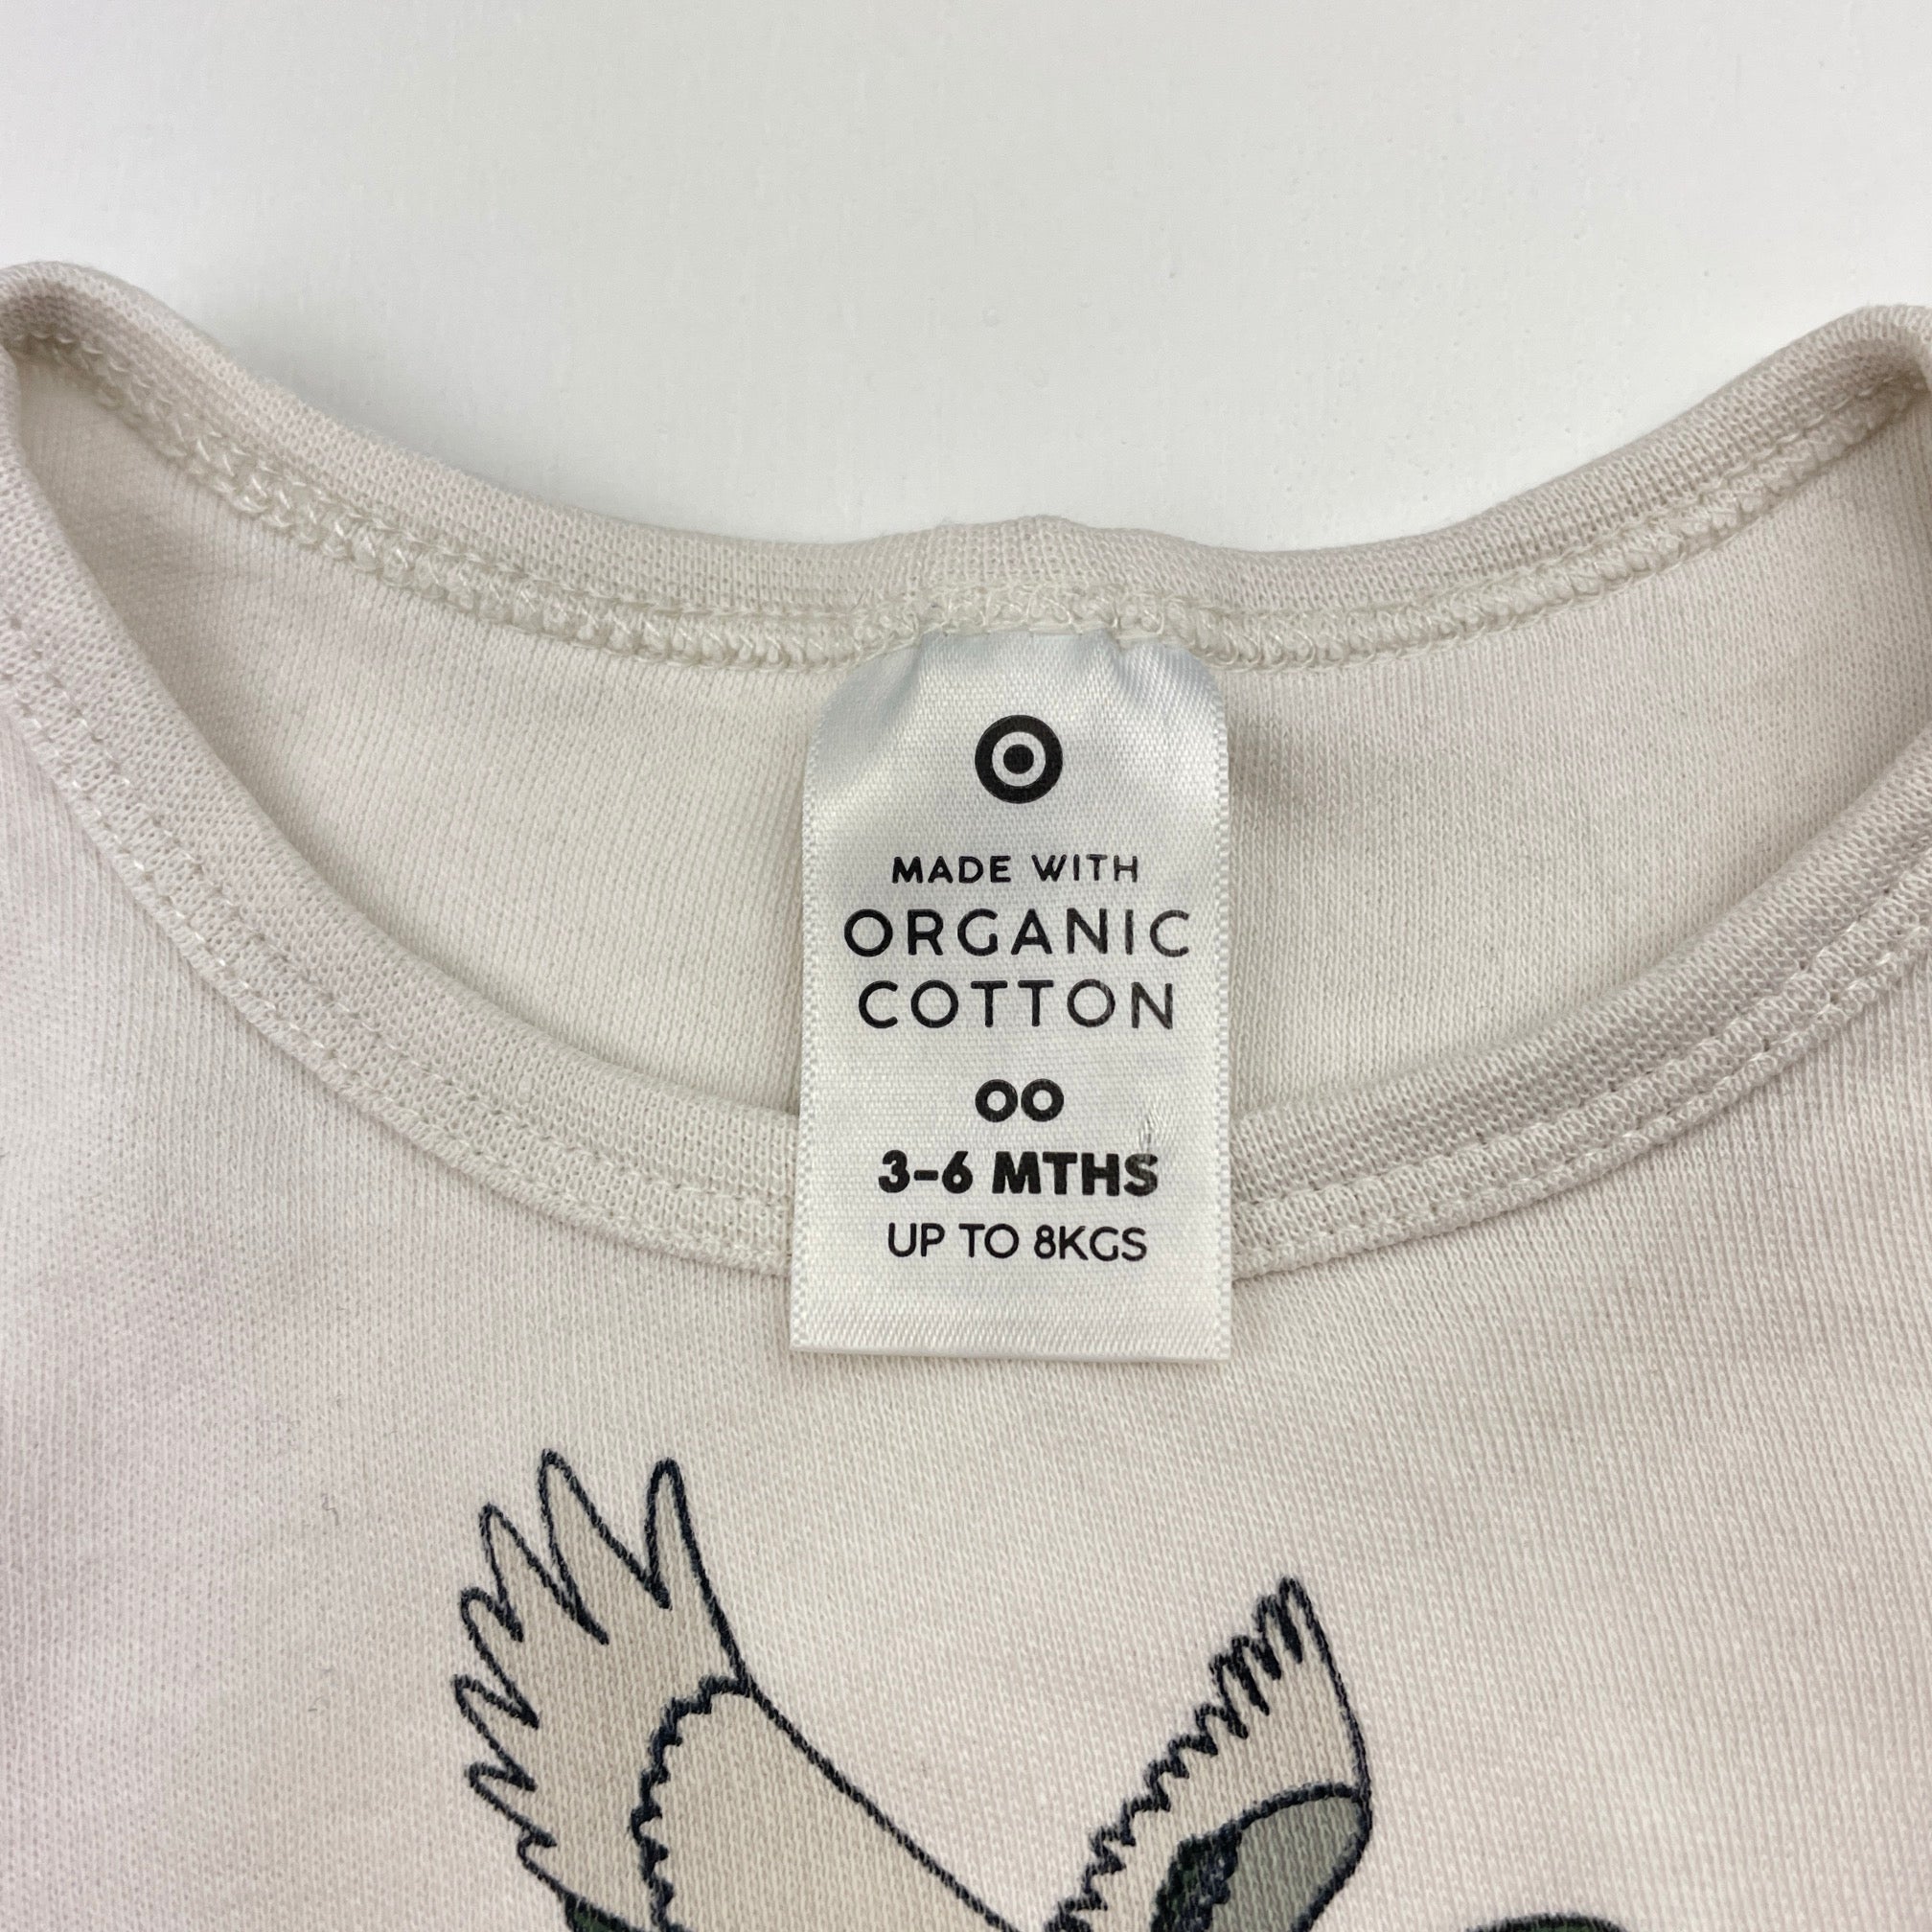 MADE WITH
ORGANIC
COTTON
00
3-6 MTHS
UP TO 8KGS